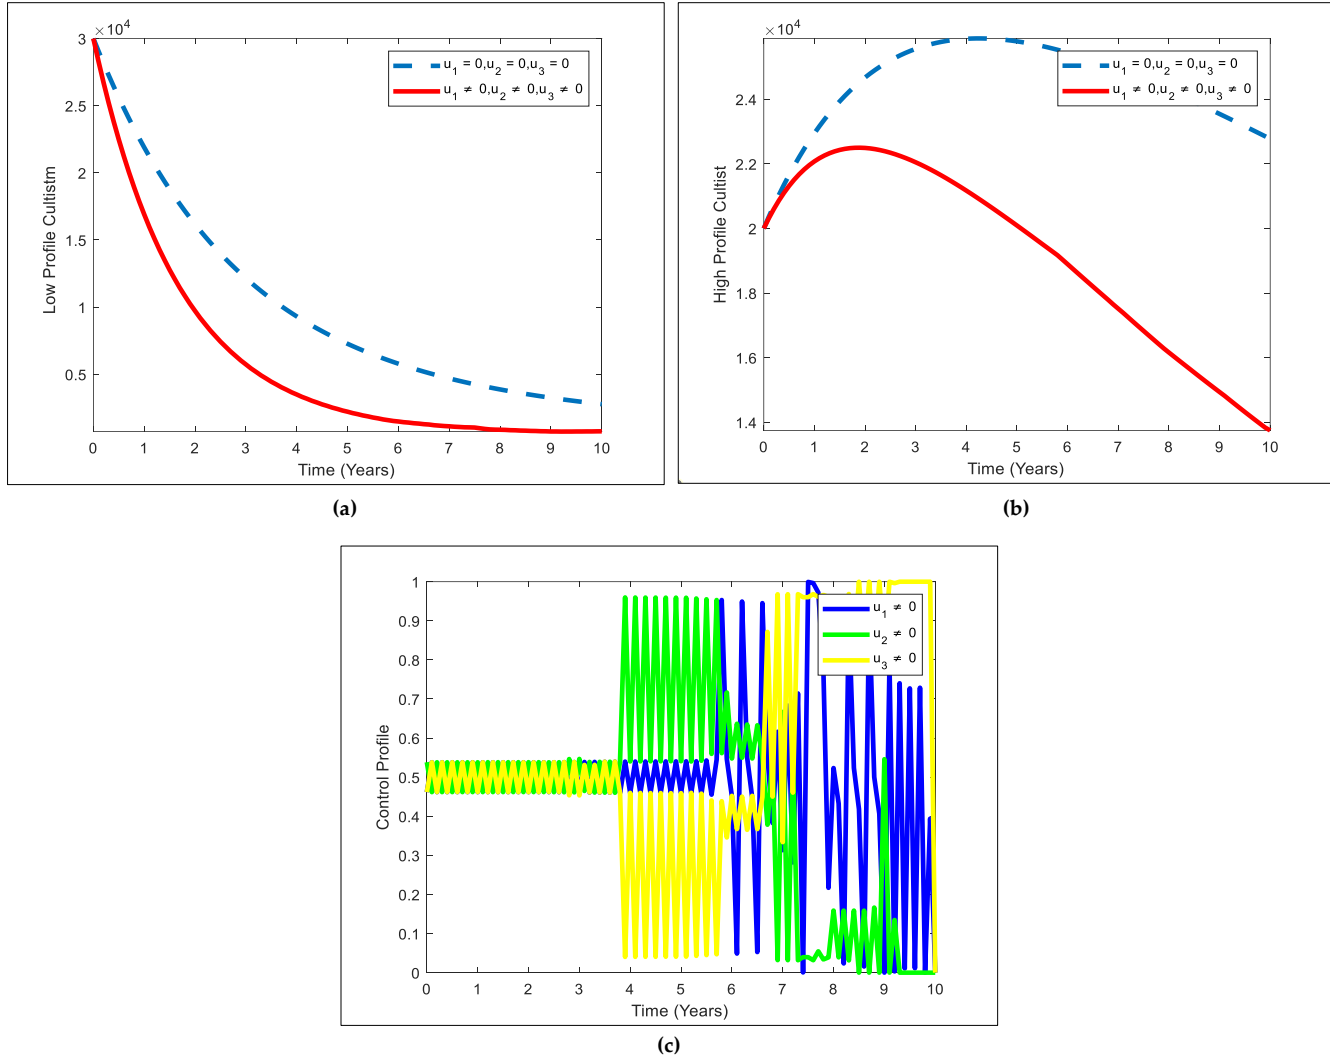 ×10⁴
3
2.5
2
1.5
1
0.5
0 1 2 3 4 5 6 7 8 9 10
Time (Years)
Low Profile Cultistm
u₁ = 0,u₂ = 0,u₃ = 0
u₁ ≠ 0,u₂ ≠ 0,u₃ ≠ 0
(a)
×10⁴
2.4
2.2
2
1.8
1.6
1.4
0 1 2 3 4 5 6 7 8 9 10
Time (Years)
High Profile Cultist
u₁ = 0,u₂ = 0,u₃ = 0
u₁ ≠ 0,u₂ ≠ 0,u₃ ≠ 0
(b)
1
0.9
0.8
0.7
0.6
0.5
0.4
0.3
0.2
0.1
0
0 1 2 3 4 5 6 7 8 9 10
Time (Years)
Control Profile
u₁ ≠ 0
u₂ ≠ 0
u₃ ≠ 0
(c)